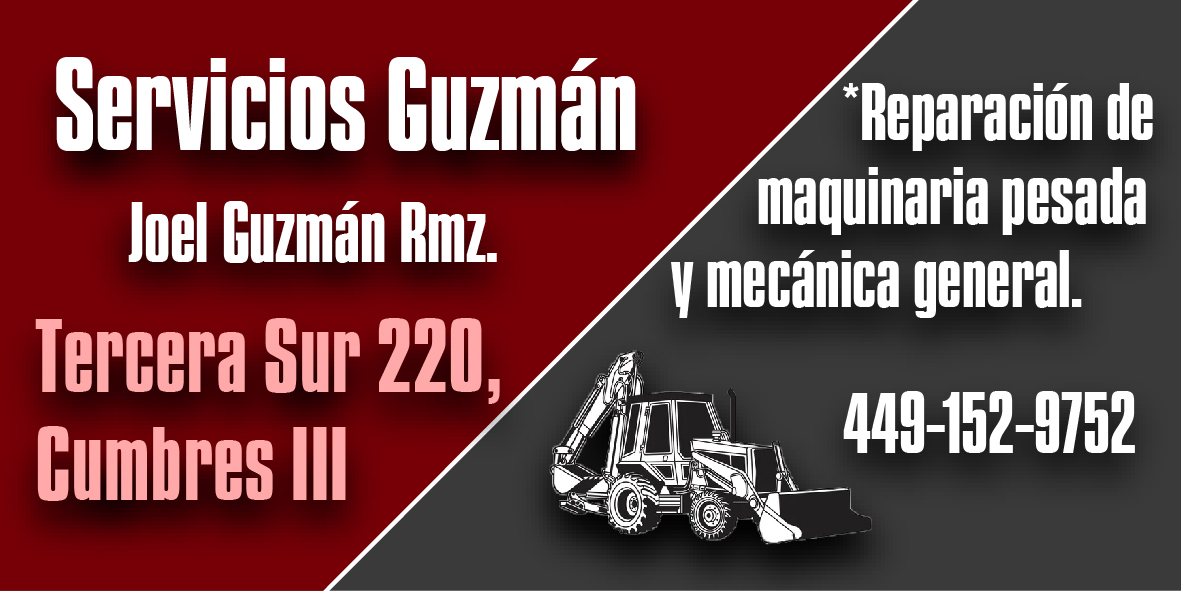 Servicios Guzmán
Joel Guzmán Rmz.
Tercera Sur 220,
Cumbres III
*Reparación de
maquinaria pesada
y mecánica general.
449-152-9752